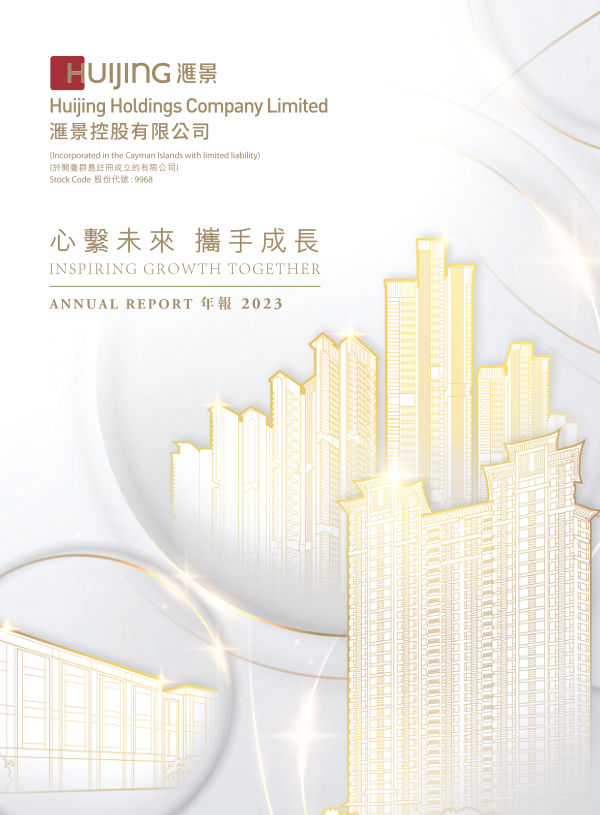 HUIJING 滙景
Huijing Holdings Company Limited
滙景控股有限公司
(Incorporated in the Cayman Islands with limited liability)
(於開曼群島註冊成立的有限公司)
Stock Code 股份代號 : 9968
心繫未來 攜手成長
INSPIRING GROWTH TOGETHER
ANNUAL REPORT 年報 2023